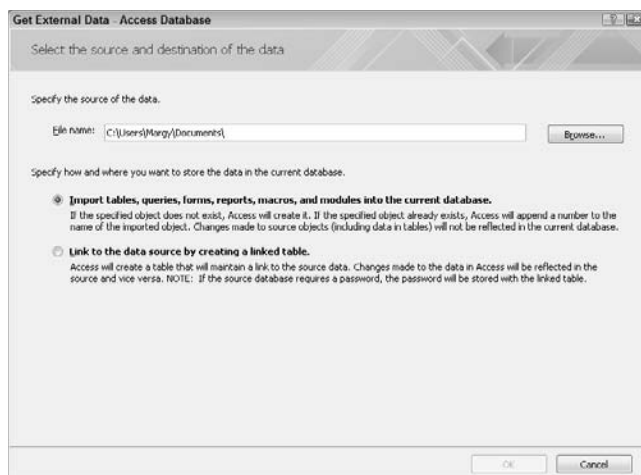 Get External Data - Access Database
Select the source and destination of the data
Specify the source of the data.
File name:
C:\Users\Margy\Documents\
Browse...
Specify how and where you want to store the data in the current database.
Import tables, queries, forms, reports, macros, and modules into the current database.
If the specified object does not exist, Access will create it. If the specified object already exists, Access will append a number to the
name of the imported object. Changes made to source objects (including data in tables) will not be reflected in the current database.
Link to the data source by creating a linked table.
Access will create a table that will maintain a link to the source data. Changes made to the data in Access will be reflected in the
source and vice versa. NOTE: If the source database requires a password, the password will be stored with the linked table.
OK
Cancel